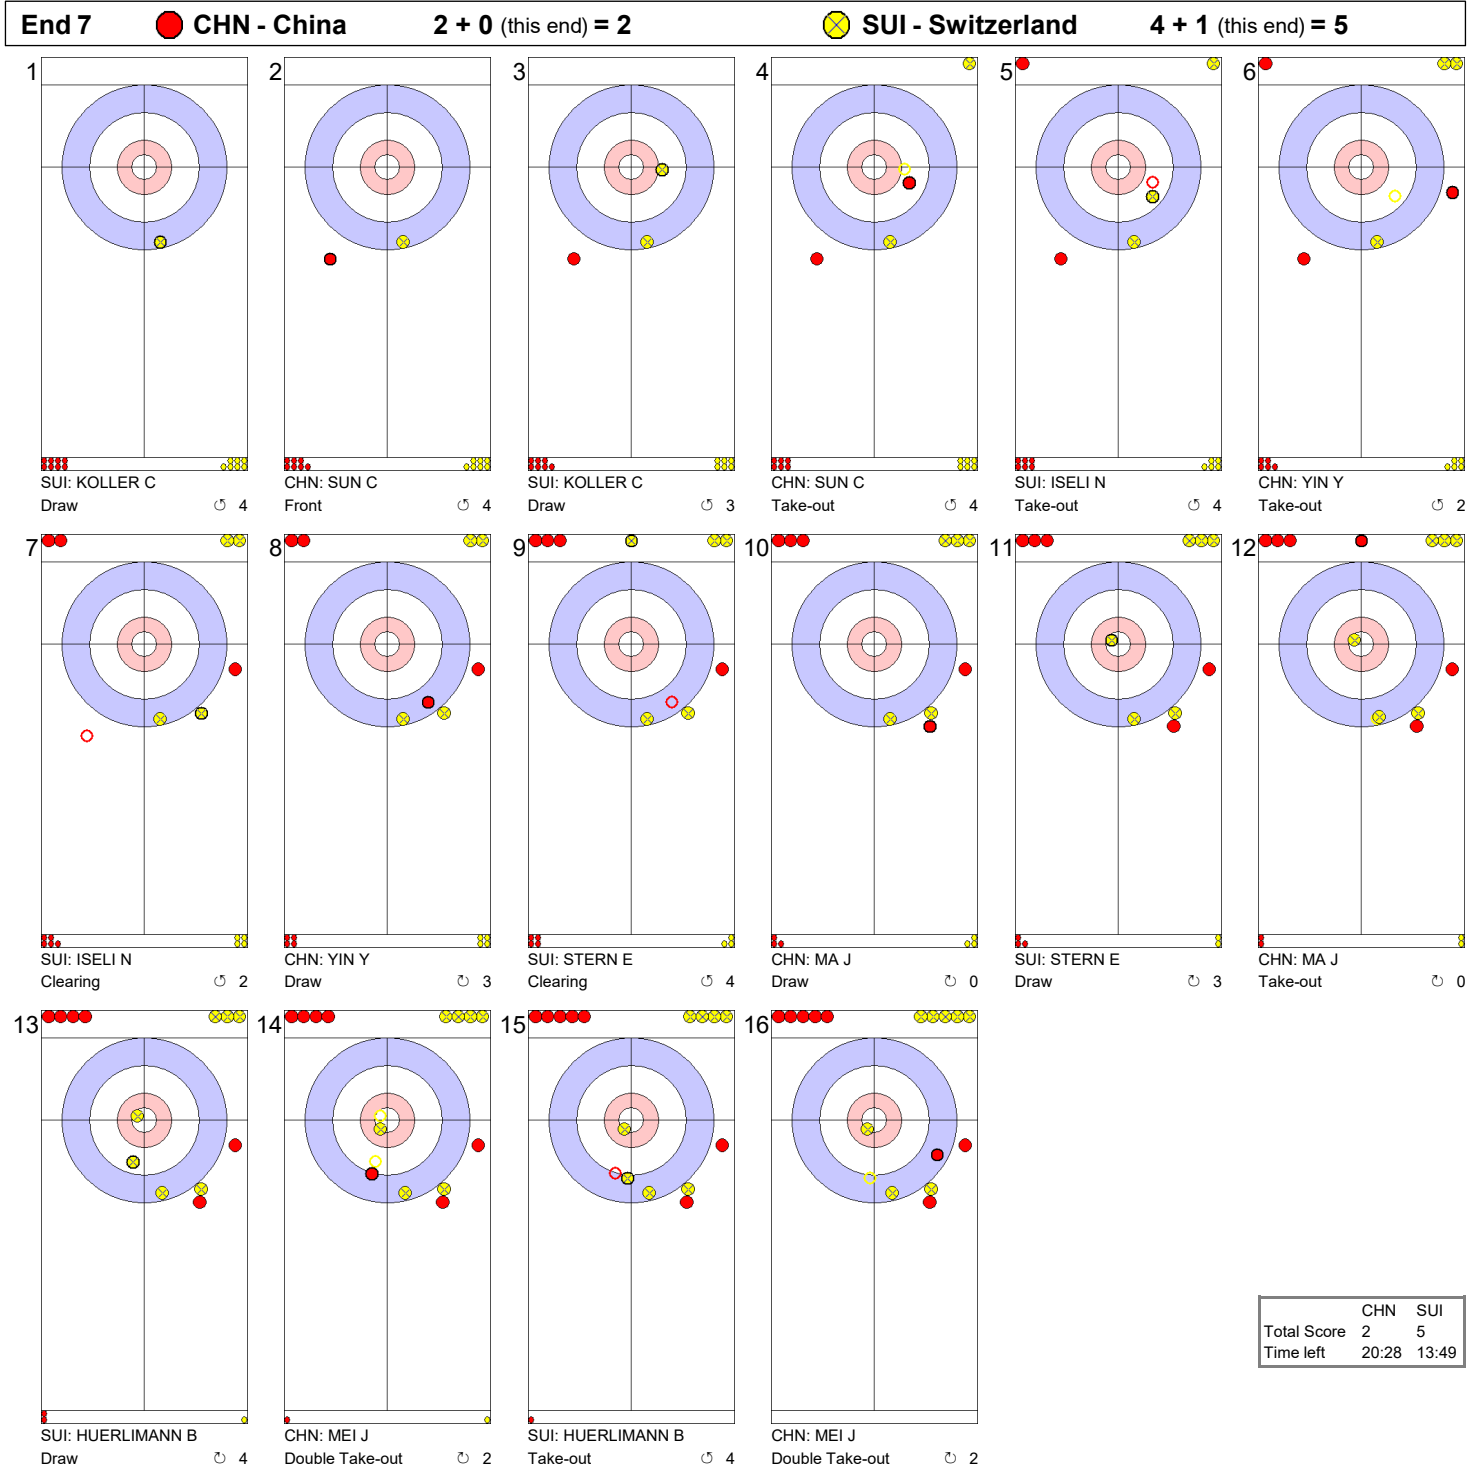 End 7 CHN - China 2 + 0 (this end) = 2 SUI - Switzerland 4 + 1 (this end) = 5
1 2 3 4 5 6
SUI: KOLLER C CHN: SUN C SUI: KOLLER C CHN: SUN C SUI: ISELI N CHN: YIN Y
Draw ↺ 4 Front ↺ 4 Draw ↺ 3 Take-out ↺ 4 Take-out ↺ 4 Take-out ↺ 2
7 8 9 10 11 12
SUI: ISELI N CHN: YIN Y SUI: STERN E CHN: MA J SUI: STERN E CHN: MA J
Clearing ↺ 2 Draw ↻ 3 Clearing ↺ 4 Draw ↻ 0 Draw ↻ 3 Take-out ↻ 0
13 14 15 16
SUI: HUERLIMANN B CHN: MEI J SUI: HUERLIMANN B CHN: MEI J
Draw ↻ 4 Double Take-out ↻ 2 Take-out ↻ 4 Double Take-out ↻ 2
CHN SUI
Total Score 2 5
Time left 20:28 13:49